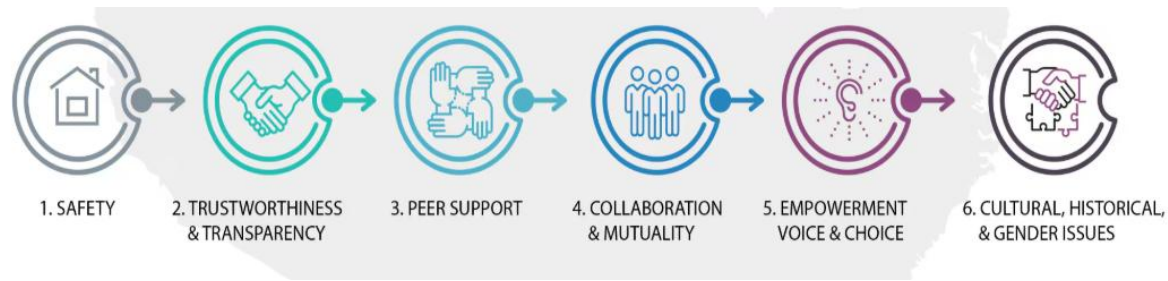 1. SAFETY
2. TRUSTWORTHINESS
& TRANSPARENCY
3. PEER SUPPORT
4. COLLABORATION
& MUTUALITY
5. EMPOWERMENT
VOICE & CHOICE
6. CULTURAL, HISTORICAL,
& GENDER ISSUES